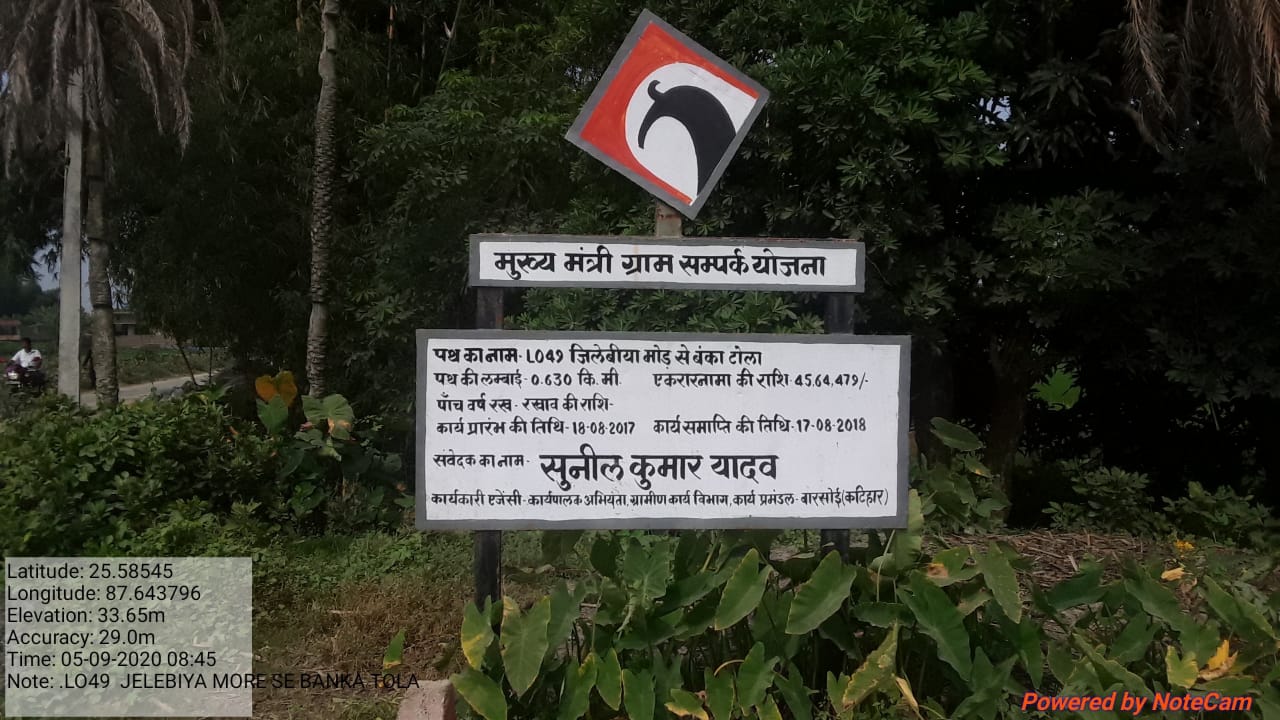 मुख्य मंत्री ग्राम सम्पर्क योजना
पथ का नाम- L049 जिलेबीया मोड़ से बंका टोला
पथ की लम्बाई- 0.630 कि. मी. एकरारनामा की राशि- 45,64,479/-
पाँच वर्ष रख - रखाव की राशि-
कार्य प्रारंभ की तिथि- 18-08-2017 कार्य समाप्ति की तिथि- 17-08-2018
संवेदक का नाम- सुनील कुमार यादव
कार्यकारी एजेंसी- कार्यपालक अभियंता, ग्रामीण कार्य विभाग, कार्य प्रमंडल- बारसोई (कटिहार)
Latitude: 25.58545
Longitude: 87.643796
Elevation: 33.65m
Accuracy: 29.0m
Time: 05-09-2020 08:45
Note: .LO49 JELEBIYA MORE SE BANKA TOLA
Powered by NoteCam